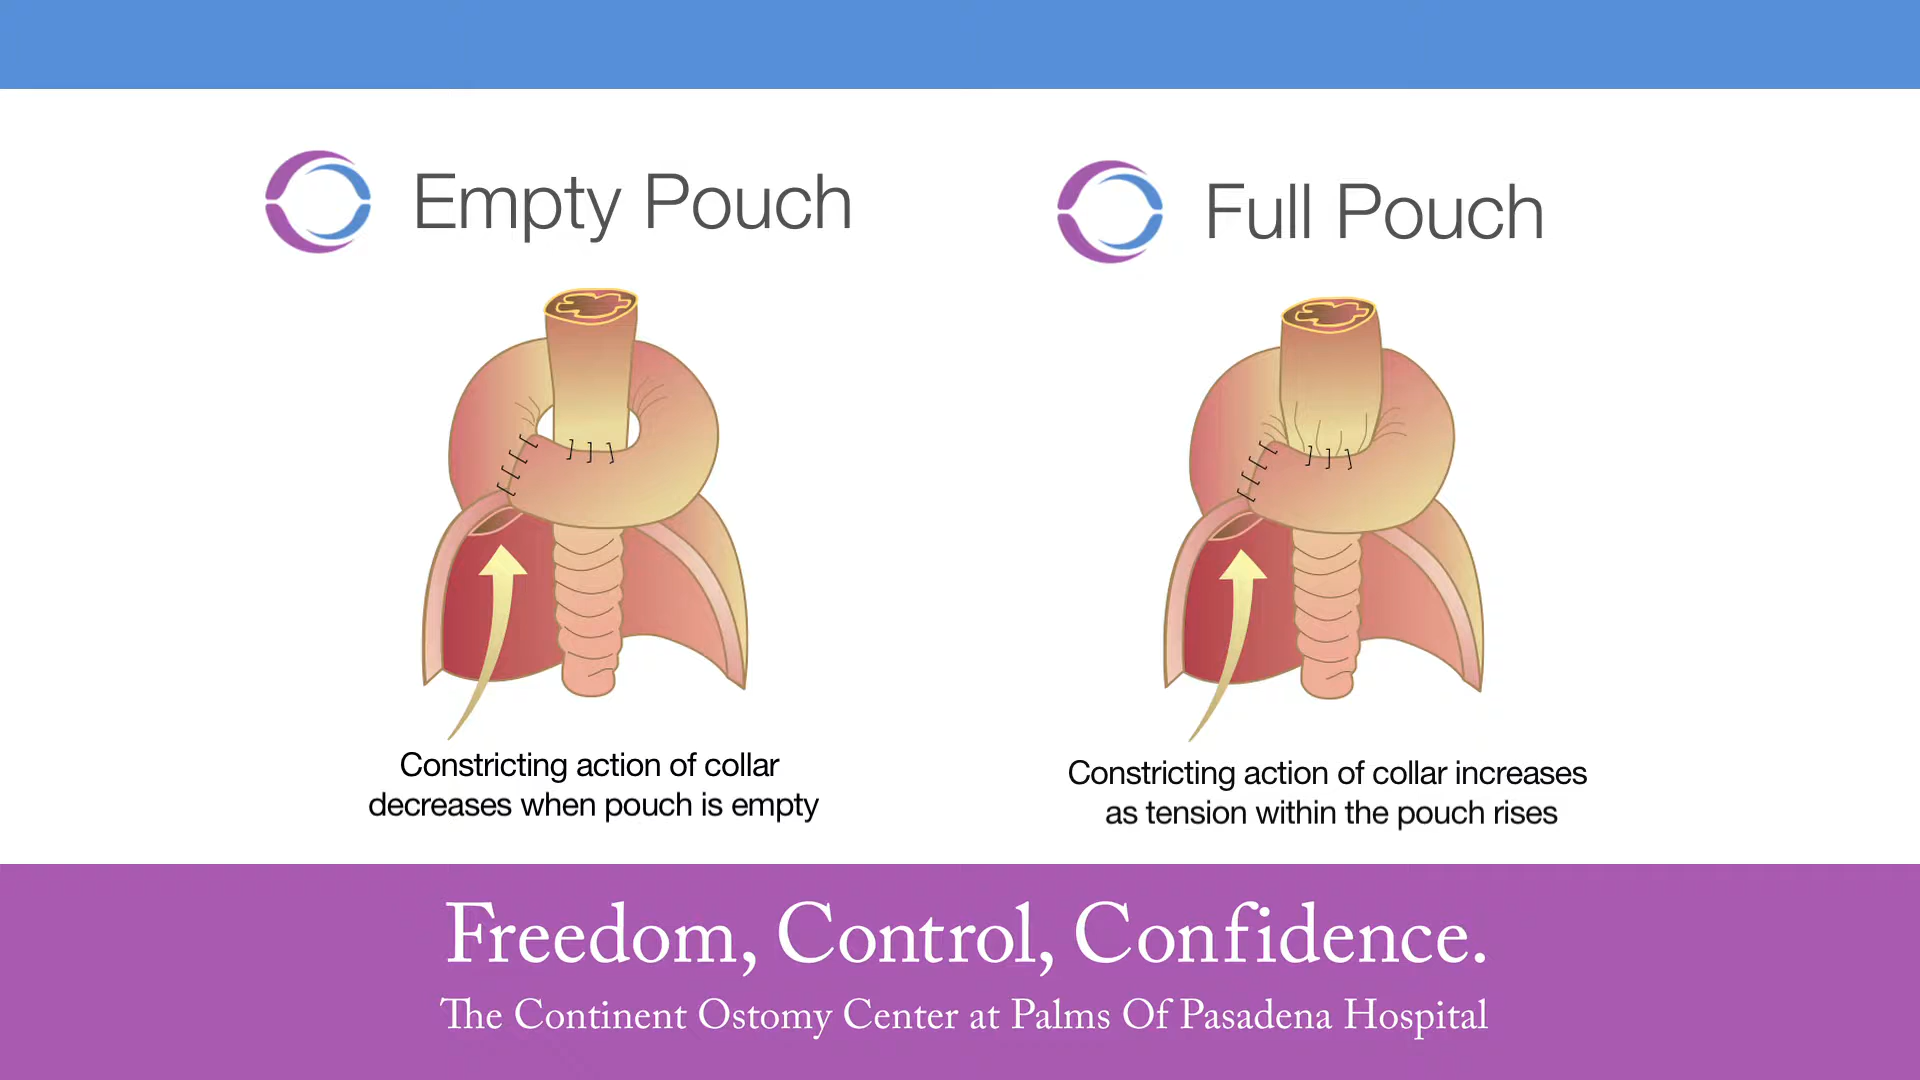 Empty Pouch
Full Pouch
Constricting action of collar
decreases when pouch is empty
Constricting action of collar increases
as tension within the pouch rises
Freedom, Control, Confidence.
The Continent Ostomy Center at Palms Of Pasadena Hospital